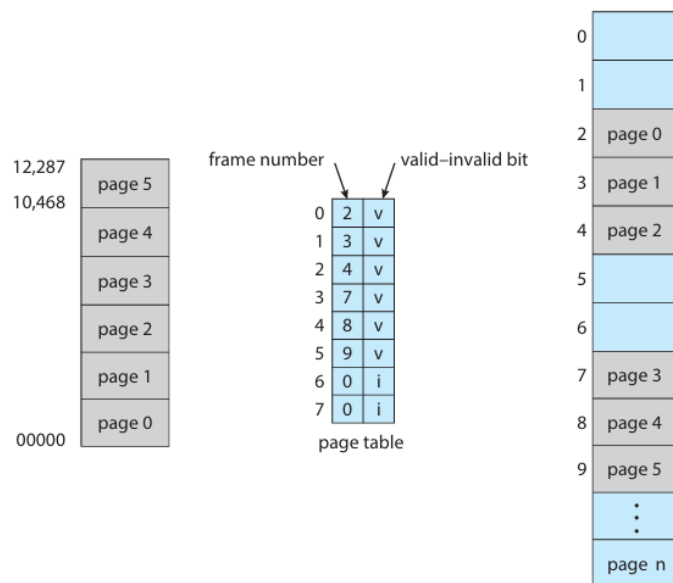 12,287
10,468
page 5
page 4
page 3
page 2
page 1
page 0
00000
frame number
valid–invalid bit
0 2 v
1 3 v
2 4 v
3 7 v
4 8 v
5 9 v
6 0 i
7 0 i
page table
0
1
2 page 0
3 page 1
4 page 2
5
6
7 page 3
8 page 4
9 page 5
page n